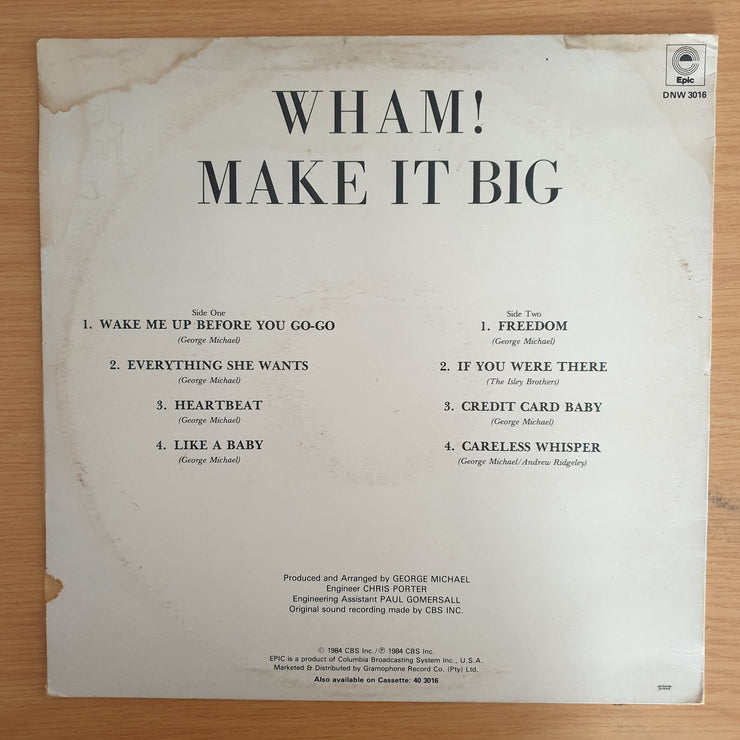 Epic
DNW 3016
WHAM!
MAKE IT BIG
Side One
1. WAKE ME UP BEFORE YOU GO-GO
(George Michael)
2. EVERYTHING SHE WANTS
(George Michael)
3. HEARTBEAT
(George Michael)
4. LIKE A BABY
(George Michael)
Side Two
1. FREEDOM
(George Michael)
2. IF YOU WERE THERE
(The Isley Brothers)
3. CREDIT CARD BABY
(George Michael)
4. CARELESS WHISPER
(George Michael/Andrew Ridgeley)
Produced and Arranged by GEORGE MICHAEL
Engineer CHRIS PORTER
Engineering Assistant PAUL GOMERSALL
Original sound recording made by CBS INC.
© 1984 CBS Inc./℗ 1984 CBS Inc.
EPIC is a product of Columbia Broadcasting System Inc., U.S.A.
Marketed & Distributed by Gramophone Record Co. (Pty) Ltd.
Also available on Cassette: 40 3016